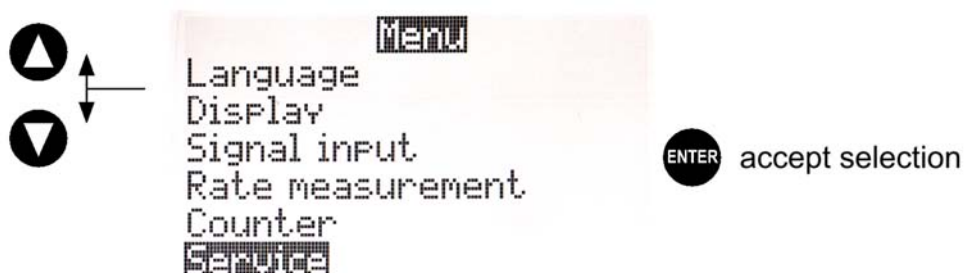 Menu
Language
Display
Signal input
Rate measurement
Counter
Service
ENTER accept selection